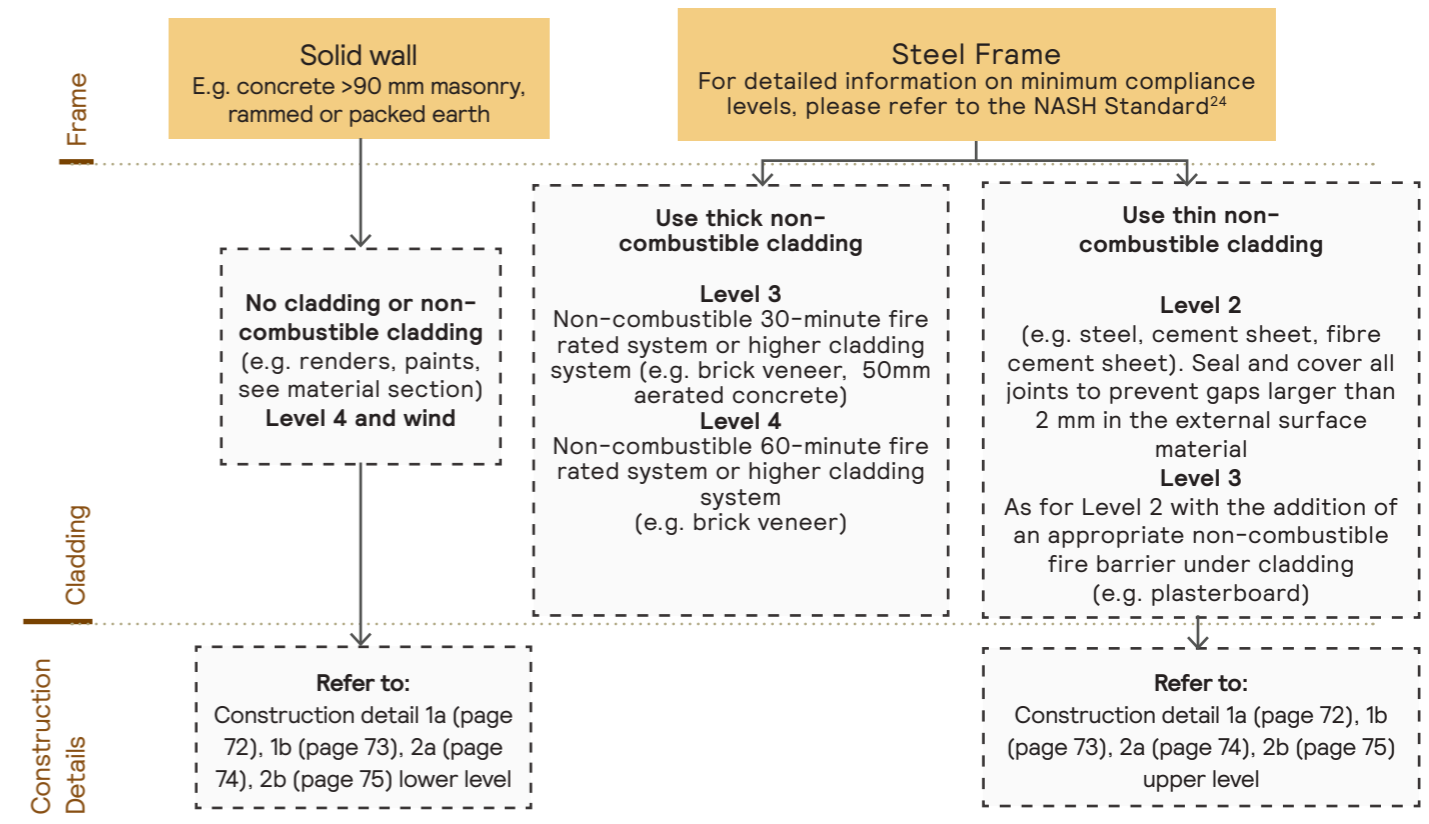 Frame
Solid wall
E.g. concrete >90 mm masonry,
rammed or packed earth
Steel Frame
For detailed information on minimum compliance
levels, please refer to the NASH Standard24
Cladding
No cladding or non-
combustible cladding
(e.g. renders, paints,
see material section)
Level 4 and wind
Use thick non-
combustible cladding
Level 3
Non-combustible 30-minute fire
rated system or higher cladding
system (e.g. brick veneer, 50mm
aerated concrete)
Level 4
Non-combustible 60-minute fire
rated system or higher cladding
system
(e.g. brick veneer)
Use thin non-
combustible cladding
Level 2
(e.g. steel, cement sheet, fibre
cement sheet). Seal and cover all
joints to prevent gaps larger than
2 mm in the external surface
material
Level 3
As for Level 2 with the addition of
an appropriate non-combustible
fire barrier under cladding
(e.g. plasterboard)
Construction
Details
Refer to:
Construction detail 1a (page
72), 1b (page 73), 2a (page
74), 2b (page 75) lower level
Refer to:
Construction detail 1a (page 72), 1b
(page 73), 2a (page 74), 2b (page 75)
upper level